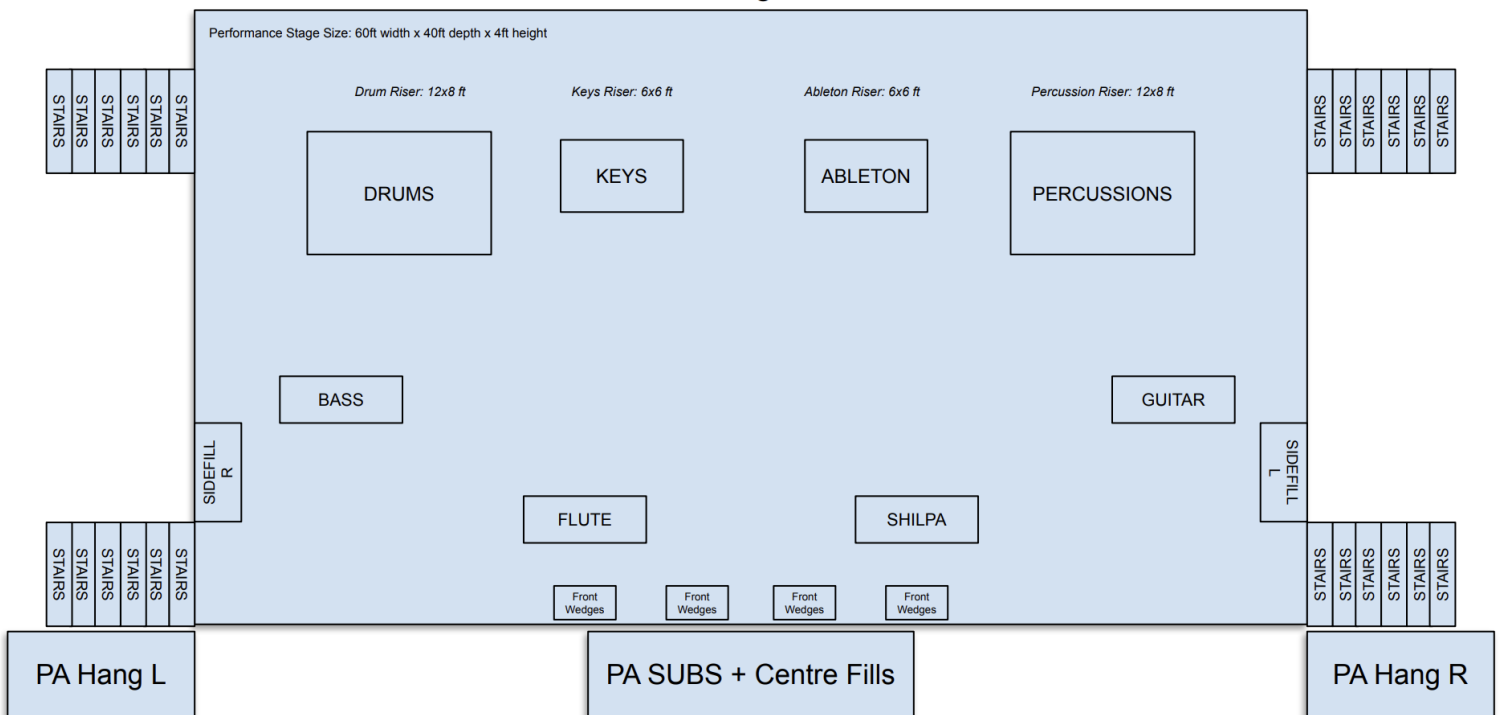 Performance Stage Size: 60ft width x 40ft depth x 4ft height
Drum Riser: 12x8 ft
Keys Riser: 6x6 ft
Ableton Riser: 6x6 ft
Percussion Riser: 12x8 ft
STAIRS
STAIRS
STAIRS
STAIRS
STAIRS
STAIRS
STAIRS
STAIRS
STAIRS
STAIRS
STAIRS
STAIRS
DRUMS
KEYS
ABLETON
PERCUSSIONS
BASS
GUITAR
SIDEFILL
R
SIDEFILL
L
FLUTE
SHILPA
STAIRS
STAIRS
STAIRS
STAIRS
STAIRS
STAIRS
STAIRS
STAIRS
STAIRS
STAIRS
STAIRS
STAIRS
Front
Wedges
Front
Wedges
Front
Wedges
Front
Wedges
PA Hang L
PA SUBS + Centre Fills
PA Hang R